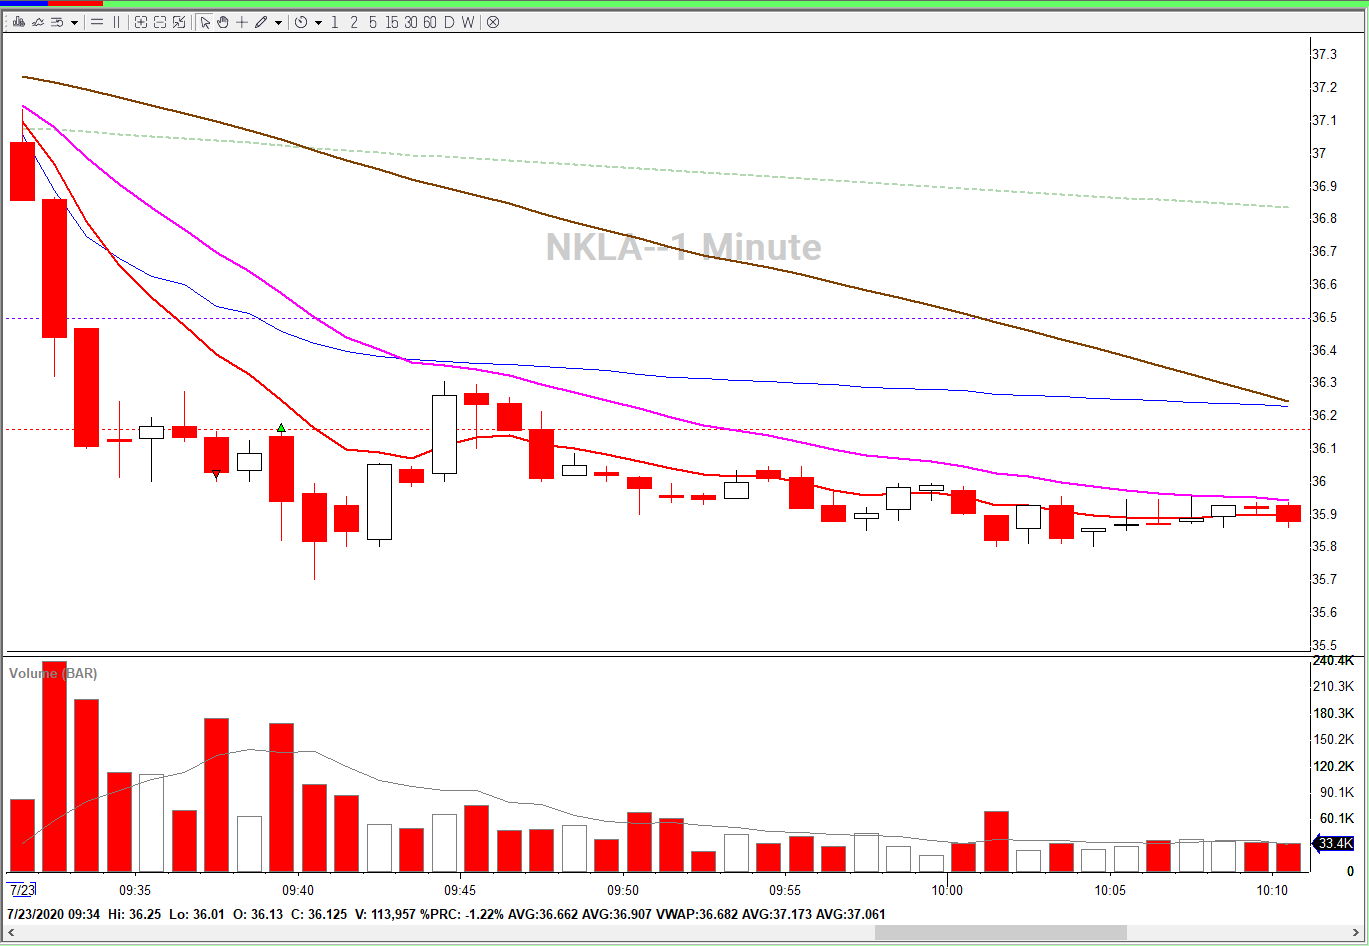 1 2 5 15 30 60 D W
NKLA--1 Minute
37.3
37.2
37.1
37
36.9
36.8
36.7
36.6
36.5
36.4
36.3
36.2
36.1
36
35.9
35.8
35.7
35.6
35.5
Volume (BAR)
240.4K
210.3K
180.3K
150.2K
120.2K
90.1K
60.1K
33.4K
0
7/23 09:35 09:40 09:45 09:50 09:55 10:00 10:05 10:10
7/23/2020 09:34 Hi: 36.25 Lo: 36.01 O: 36.13 C: 36.125 V: 113,957 %PRC: -1.22% AVG:36.662 AVG:36.907 VWAP:36.682 AVG:37.173 AVG:37.061